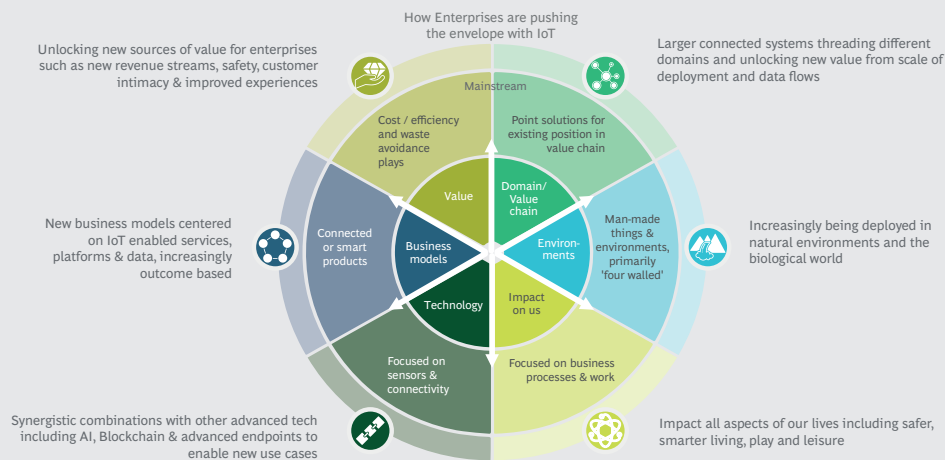 How Enterprises are pushing
the envelope with IoT
Unlocking new sources of value for enterprises
such as new revenue streams, safety, customer
intimacy & improved experiences
Larger connected systems threading different
domains and unlocking new value from scale of
deployment and data flows
Mainstream
Cost / efficiency
and waste
avoidance
plays
Point solutions for
existing position in
value chain
Value
Domain/
Value
chain
New business models centered
on IoT enabled services,
platforms & data, increasingly
outcome based
Connected
or smart
products
Business
models
Environ-
ments
Man-made
things &
environments,
primarily
'four walled'
Increasingly being deployed in
natural environments and the
biological world
Technology
Impact
on us
Focused on
sensors &
connectivity
Focused on business
processes & work
Synergistic combinations with other advanced tech
including AI, Blockchain & advanced endpoints to
enable new use cases
Impact all aspects of our lives including safer,
smarter living, play and leisure